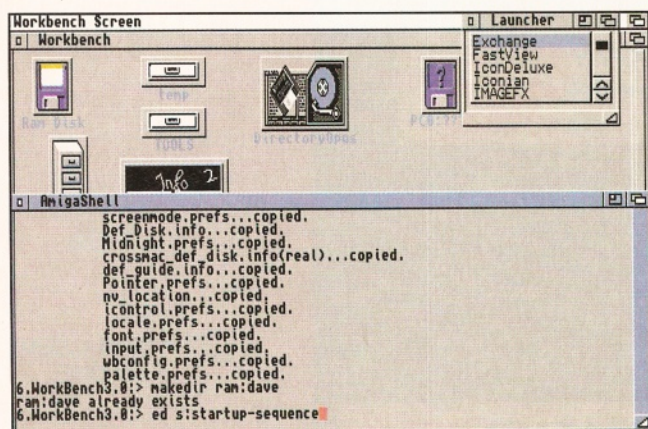 Workbench Screen
Launcher
Workbench
Exchange
FastView
IconDeluxe
Iconian
IMAGEFX
Ram Disk
temp
TOOLS
DirectoryOpus
PC0:??
Info 2
AmigaShell
screenmode.prefs...copied.
Def_Disk.info...copied.
Midnight.prefs...copied.
crossmac_def_disk.info(real)...copied.
def_guide.info...copied.
Pointer.prefs...copied.
nv_location...copied.
icontrol.prefs...copied.
locale.prefs...copied.
font.prefs...copied.
input.prefs...copied.
wbconfig.prefs...copied.
palette.prefs...copied.
6.WorkBench3.0:> makedir ram:dave
ram:dave already exists
6.WorkBench3.0:> ed s:startup-sequence